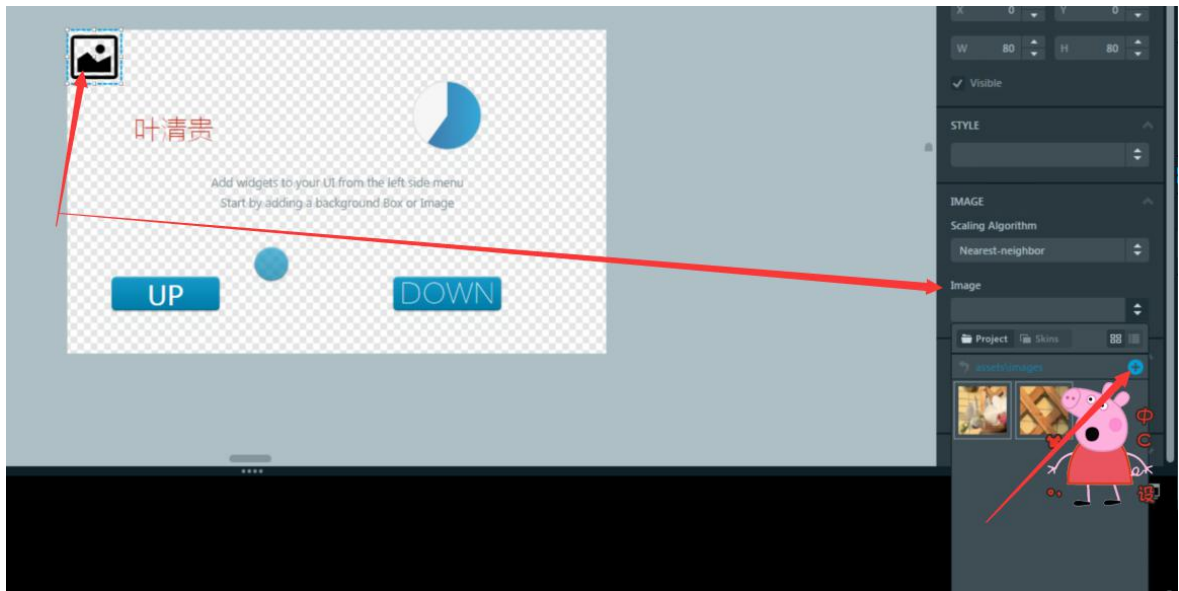 X 0 Y 0
W 80 H 80
Visible
STYLE
叶清贵
Add widgets to your UI from the left side menu
Start by adding a background Box or Image
UP
DOWN
IMAGE
Scaling Algorithm
Nearest-neighbor
Image
Project Skins
assets\images
中
C
设